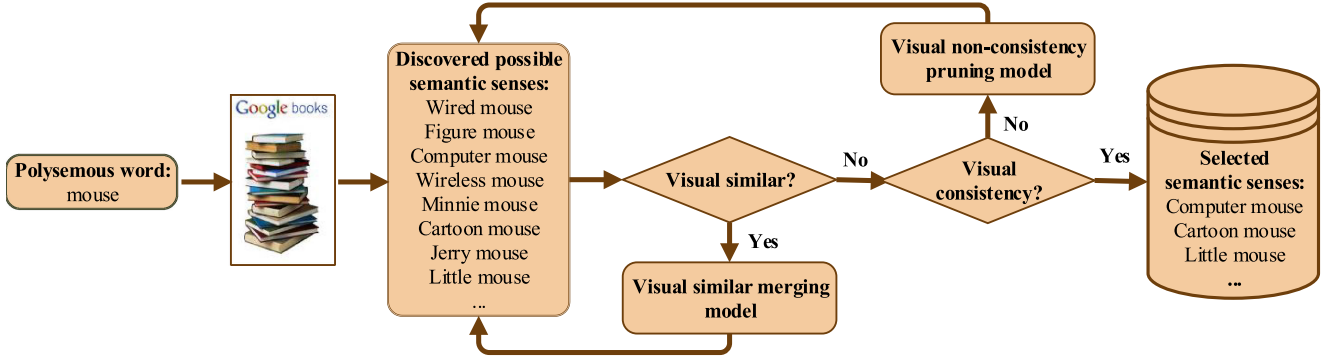 Polysemous word:
mouse
Google books
Discovered possible
semantic senses:
Wired mouse
Figure mouse
Computer mouse
Wireless mouse
Minnie mouse
Cartoon mouse
Jerry mouse
Little mouse
...
Visual similar?
Yes
Visual similar merging
model
No
Visual
consistency?
No
Visual non-consistency
pruning model
Yes
Selected
semantic senses:
Computer mouse
Cartoon mouse
Little mouse
...